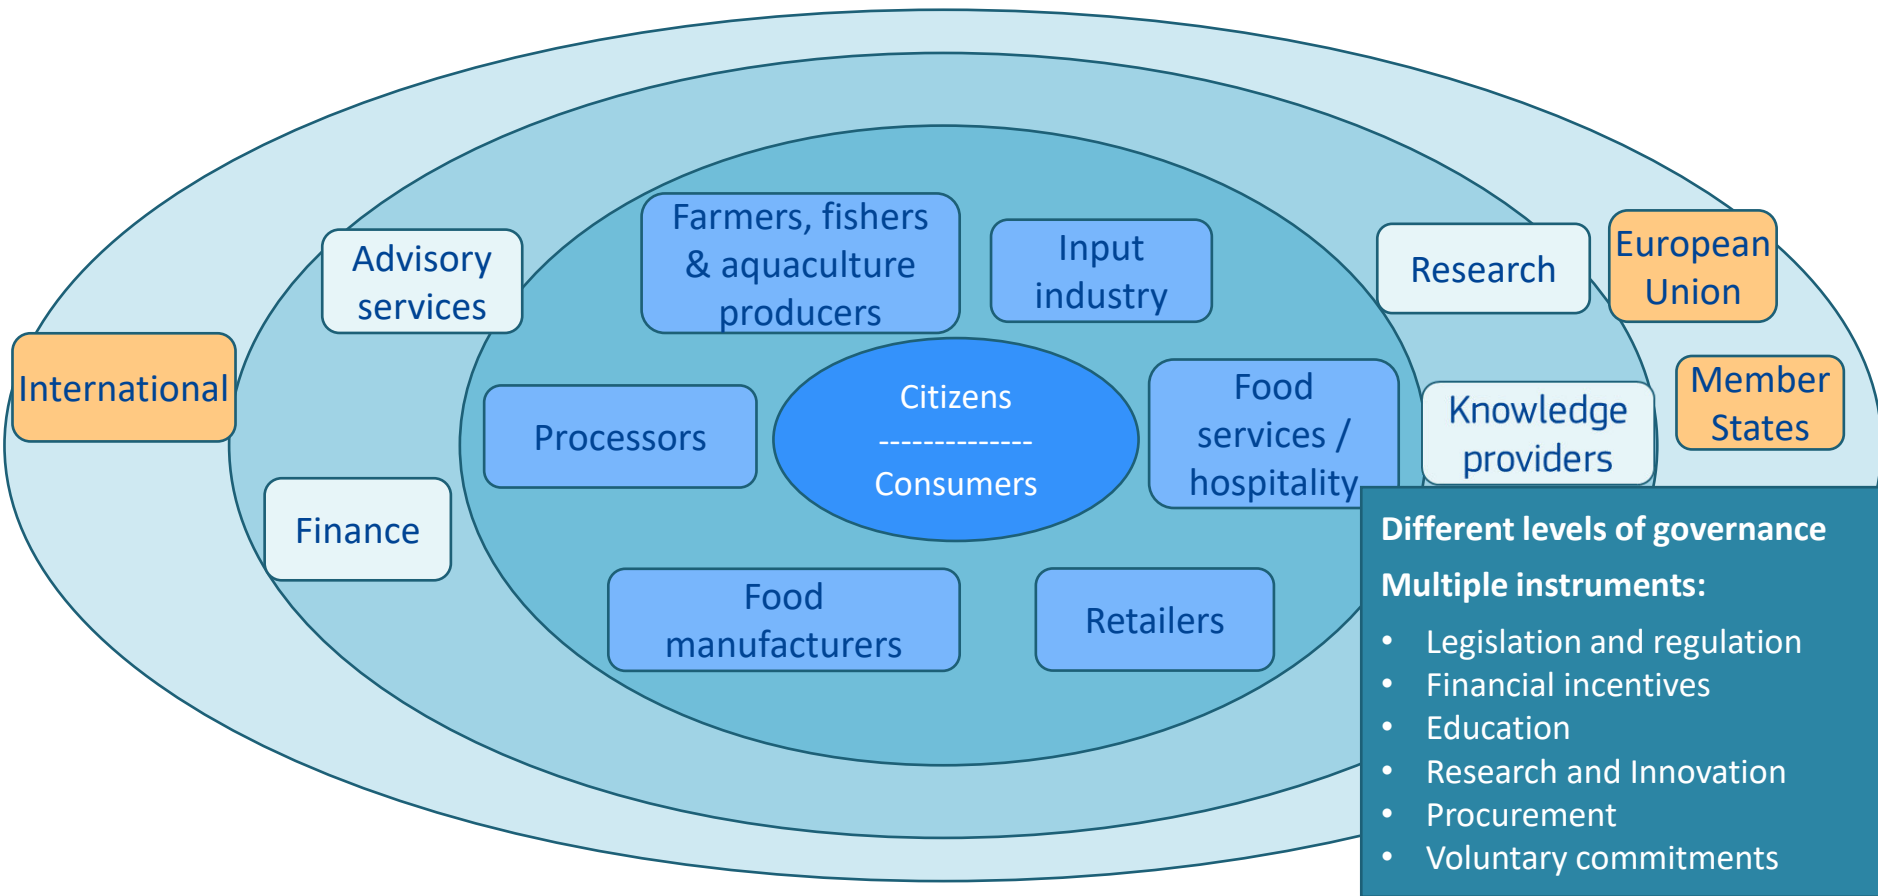 Farmers, fishers
& aquaculture
producers
Input
industry
Advisory
services
Research
European
Union
International
Processors
Citizens
--------------
Consumers
Food
services /
hospitality
Knowledge
providers
Member
States
Finance
Food
manufacturers
Retailers
Different levels of governance
Multiple instruments:
• Legislation and regulation
• Financial incentives
• Education
• Research and Innovation
• Procurement
• Voluntary commitments